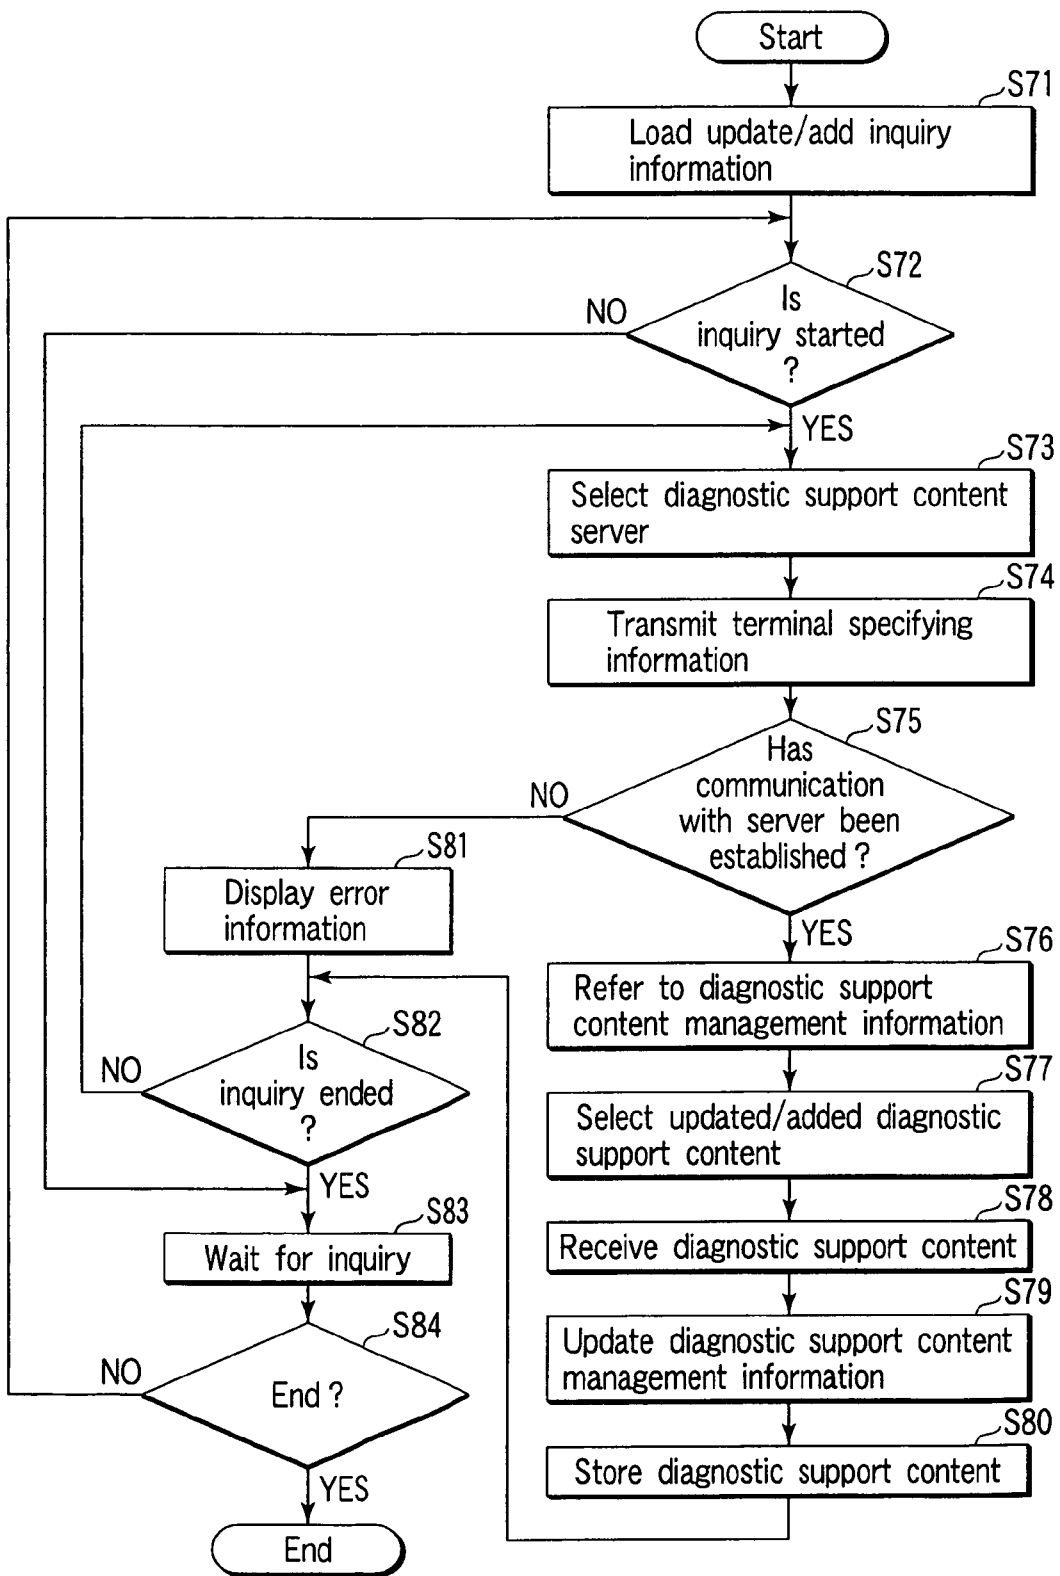 Start
S71
Load update/add inquiry
information
S72
Is
inquiry started
?
NO
YES
S73
Select diagnostic support content
server
S74
Transmit terminal specifying
information
S75
Has
communication
with server been
established ?
NO
YES
S81
Display error
information
S76
Refer to diagnostic support
content management information
S82
Is
inquiry ended
?
NO
YES
S77
Select updated/added diagnostic
support content
S78
Receive diagnostic support content
S83
Wait for inquiry
S79
Update diagnostic support content
management information
S84
End ?
NO
YES
S80
Store diagnostic support content
End